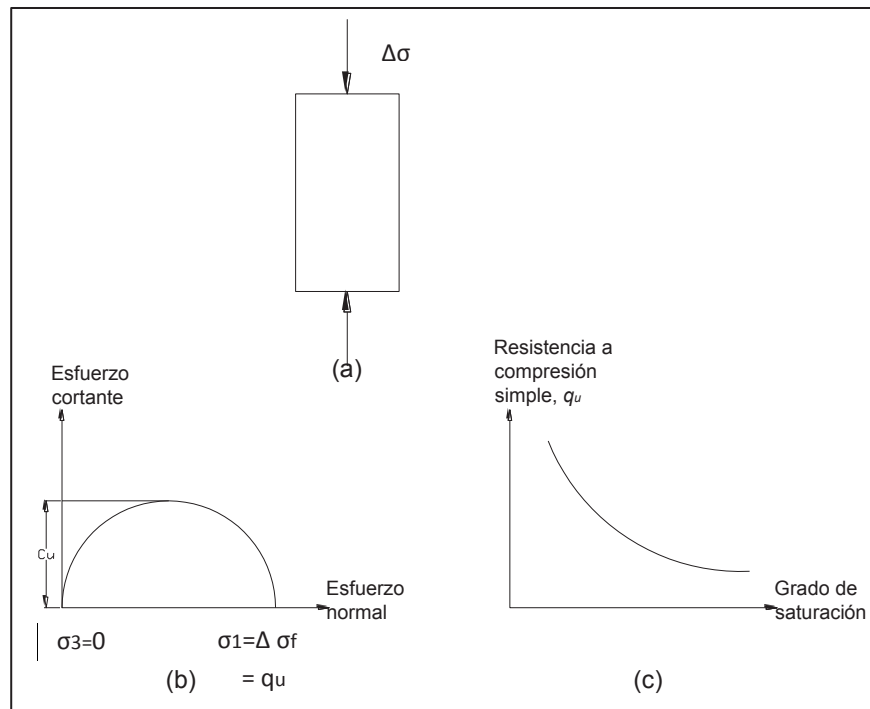 Δσ
(a)
Esfuerzo
cortante
Cu
Esfuerzo
normal
σ3=0
σ1=Δ σf
= qu
(b)
Resistencia a
compresión
simple, qu
Grado de
saturación
(c)